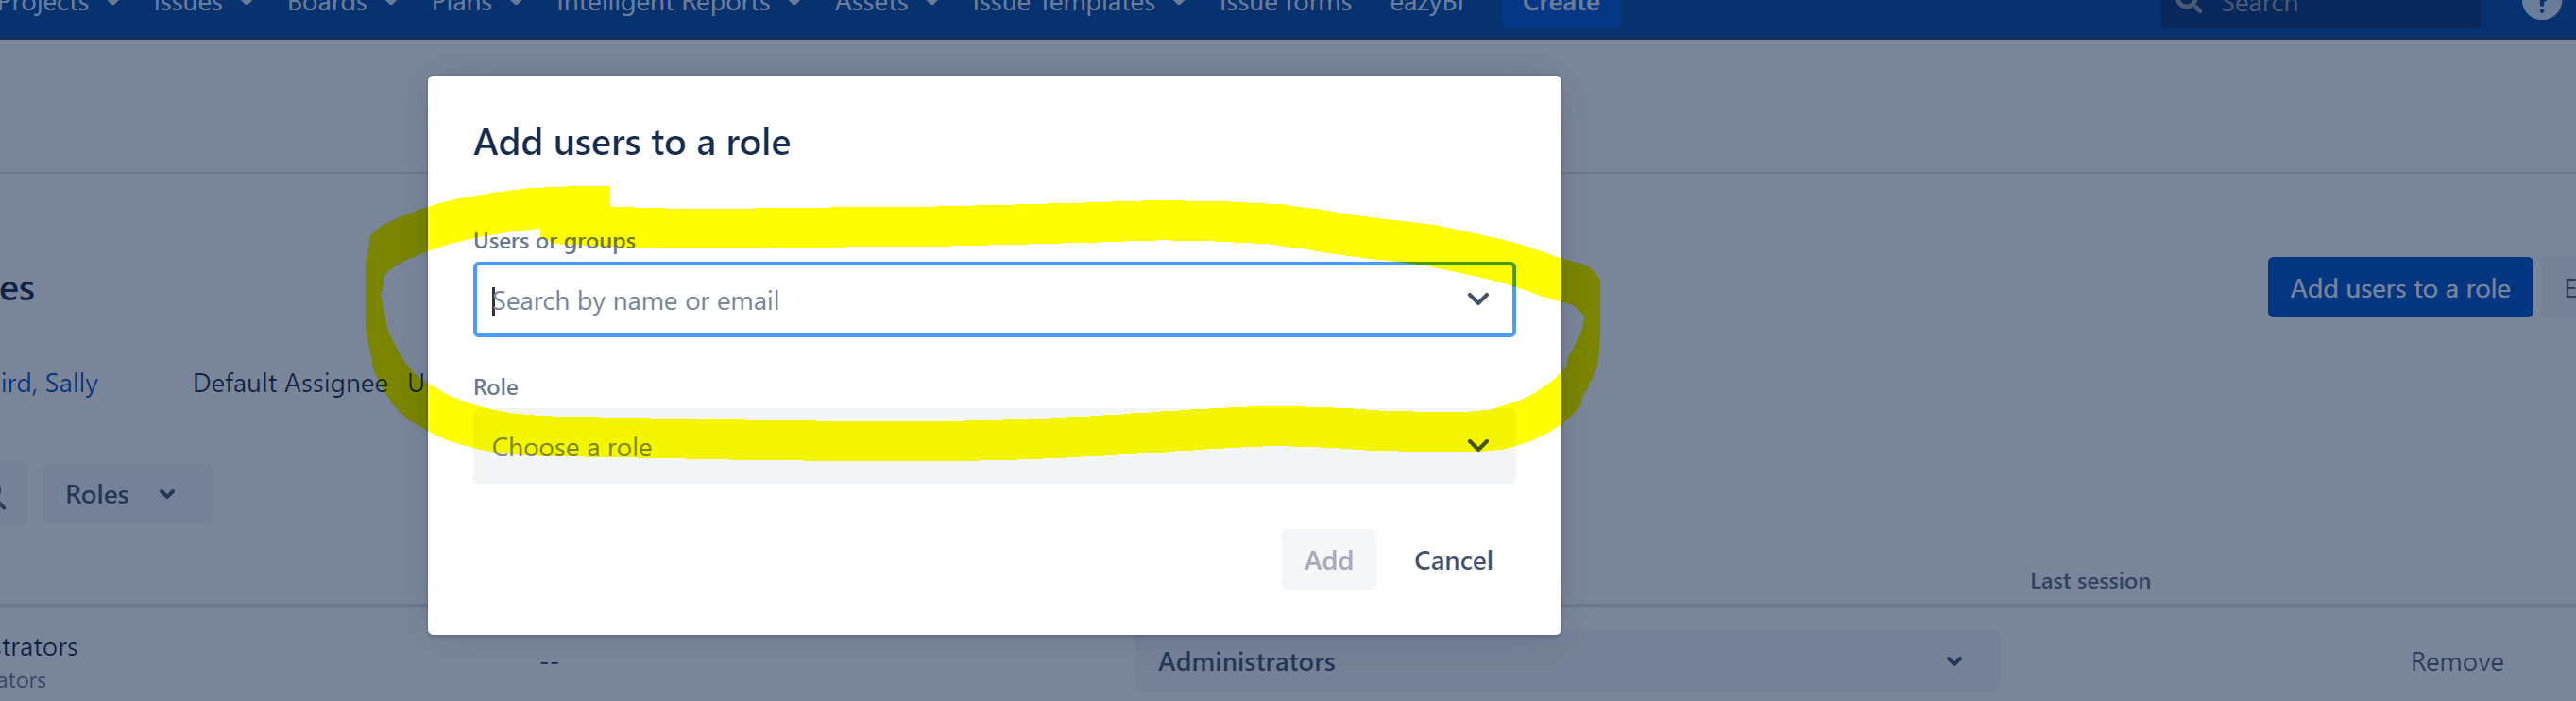 Projects Issues Boards Plans Intelligent Reports Assets Issue Templates Issue forms eazyBI Create Search ?
Add users to a role
Users or groups
Search by name or email
es
Add users to a role
E
ird, Sally Default Assignee U
Role
Choose a role
Roles
Add Cancel
Last session
strators
ators
-- Administrators Remove